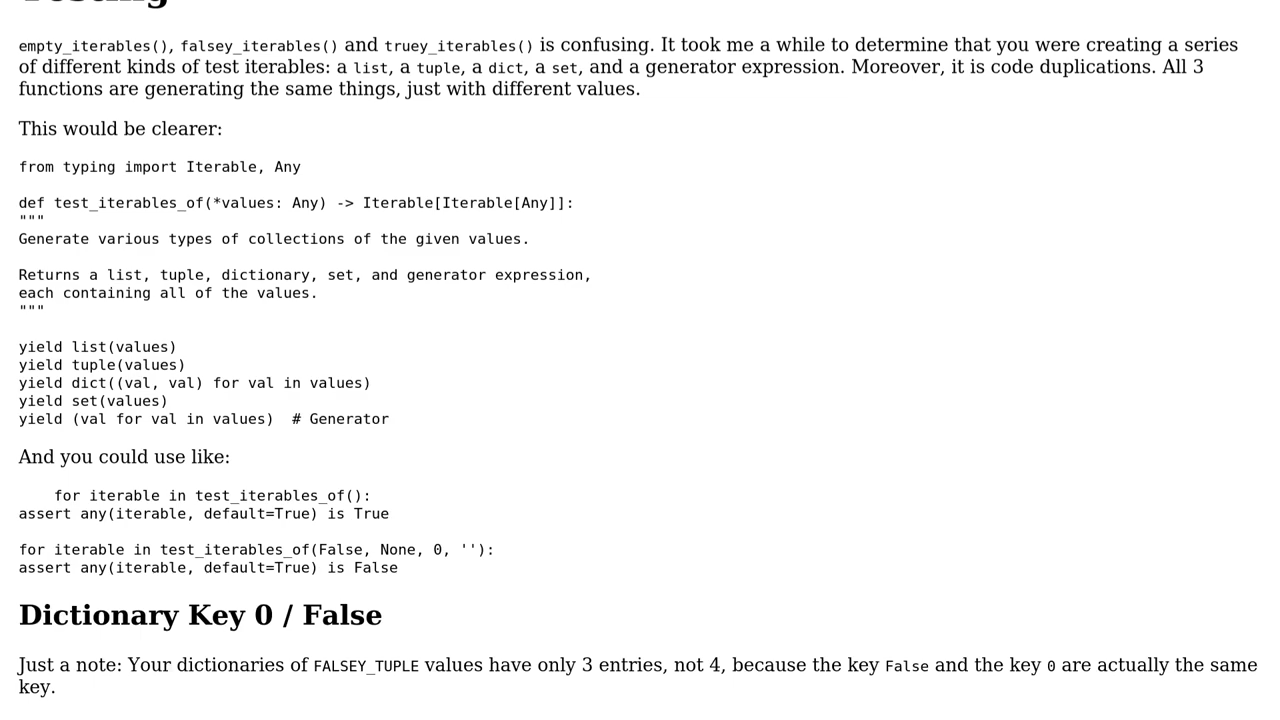 empty_iterables(), falsey_iterables() and truey_iterables() is confusing. It took me a while to determine that you were creating a series
of different kinds of test iterables: a list, a tuple, a dict, a set, and a generator expression. Moreover, it is code duplications. All 3
functions are generating the same things, just with different values.
This would be clearer:
from typing import Iterable, Any
def test_iterables_of(*values: Any) -> Iterable[Iterable[Any]]:
"""
Generate various types of collections of the given values.
Returns a list, tuple, dictionary, set, and generator expression,
each containing all of the values.
"""
yield list(values)
yield tuple(values)
yield dict((val, val) for val in values)
yield set(values)
yield (val for val in values)  # Generator
And you could use like:
    for iterable in test_iterables_of():
assert any(iterable, default=True) is True
for iterable in test_iterables_of(False, None, 0, ''):
assert any(iterable, default=True) is False
Dictionary Key 0 / False
Just a note: Your dictionaries of FALSEY_TUPLE values have only 3 entries, not 4, because the key False and the key 0 are actually the same
key.